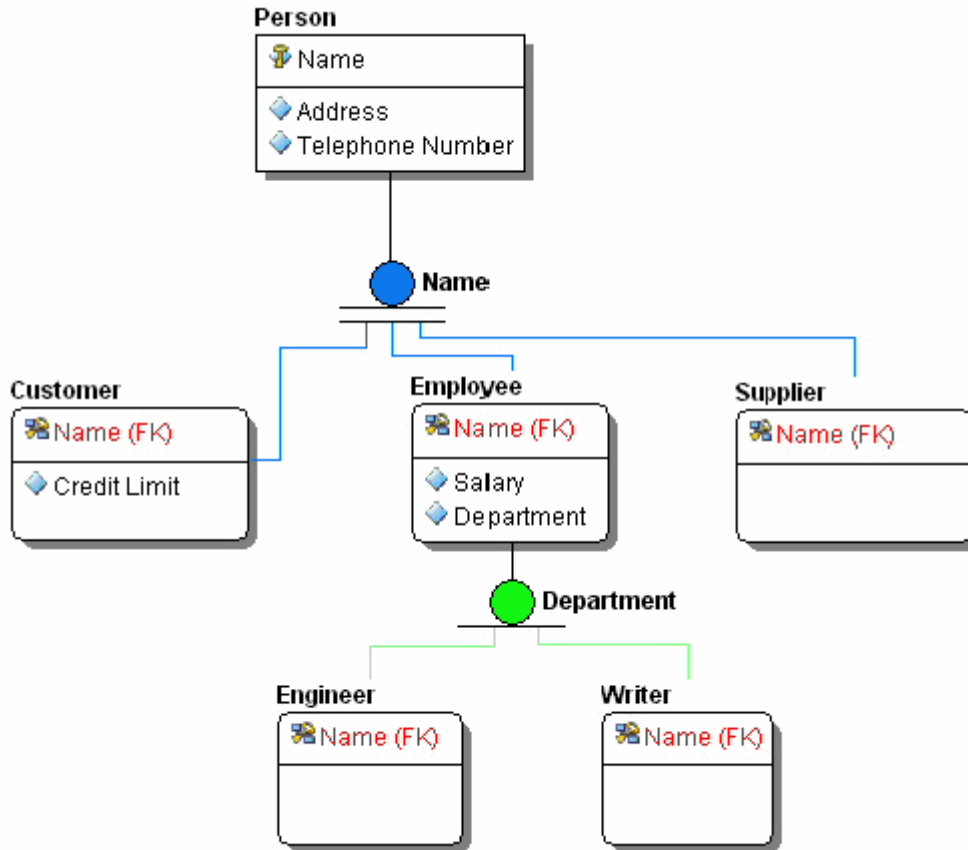 Person
Name
Address
Telephone Number
Name
Customer
Name (FK)
Credit Limit
Employee
Name (FK)
Salary
Department
Supplier
Name (FK)
Department
Engineer
Name (FK)
Writer
Name (FK)